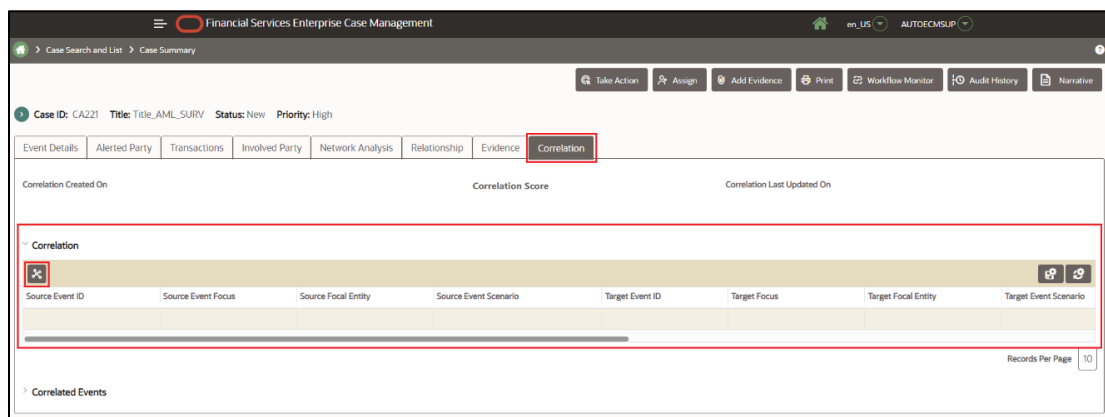 Financial Services Enterprise Case Management en_US AUTOECMSUP
> Case Search and List > Case Summary ?
Take Action Assign Add Evidence Print Workflow Monitor Audit History Narrative
Case ID: CA221 Title: Title_AML_SURV Status: New Priority: High
Event Details Alerted Party Transactions Involved Party Network Analysis Relationship Evidence Correlation
Correlation Created On Correlation Score Correlation Last Updated On
Correlation
Source Event ID Source Event Focus Source Focal Entity Source Event Scenario Target Event ID Target Focus Target Focal Entity Target Event Scenario
Records Per Page 10
Correlated Events